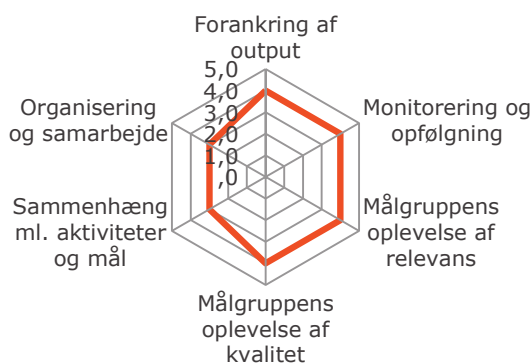 Forankring af
output
5,0
4,0
3,0
2,0
1,0
,0
Monitorering og
opfølgning
Målgruppens
oplevelse af
relevans
Målgruppens
oplevelse af
kvalitet
Sammenhæng
ml. aktiviteter
og mål
Organisering
og samarbejde